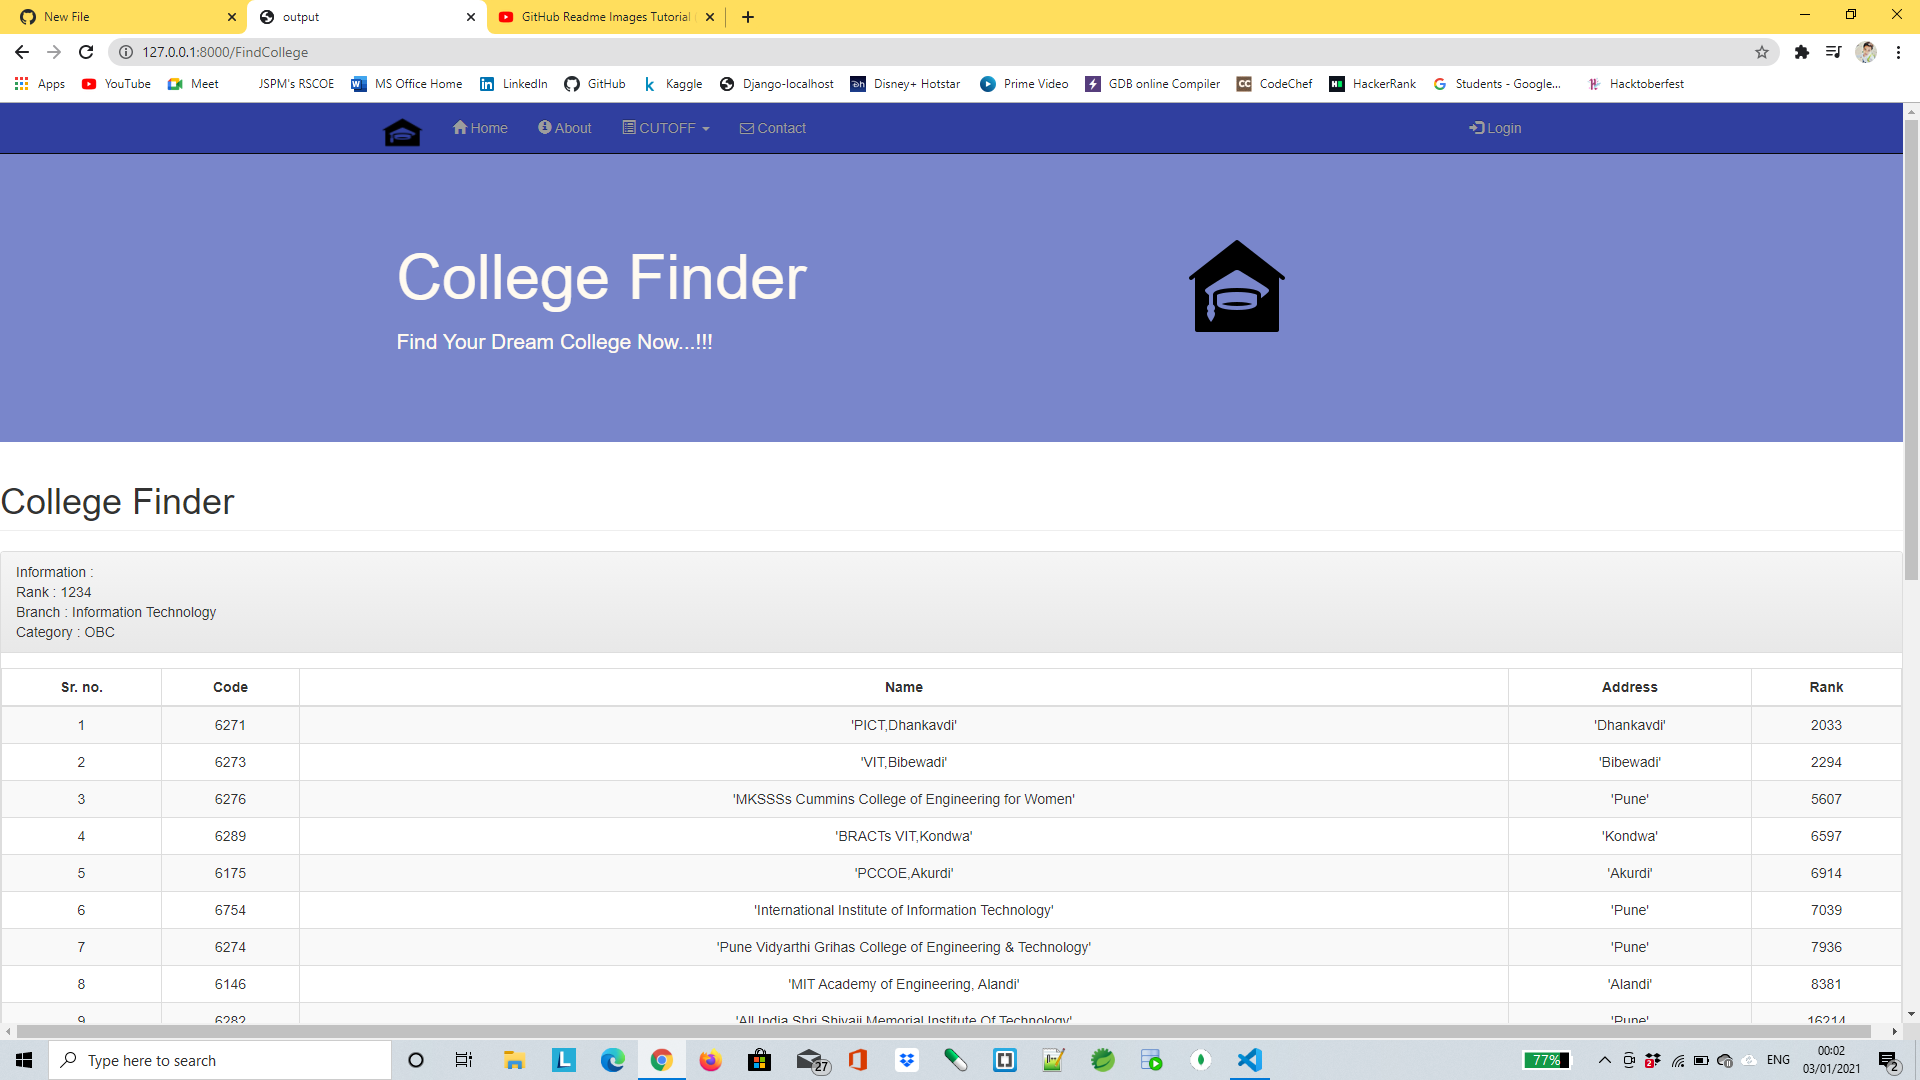 New File
output
GitHub Readme Images Tutorial
127.0.0.1:8000/FindCollege
Apps YouTube Meet JSPM's RSCOE MS Office Home LinkedIn GitHub Kaggle Django-localhost Disney+ Hotstar Prime Video GDB online Compiler CodeChef HackerRank Students - Google... Hacktoberfest
Home About CUTOFF Contact Login
College Finder
Find Your Dream College Now...!!!
College Finder
Information :
Rank : 1234
Branch : Information Technology
Category : OBC
Sr. no. Code Name Address Rank
1 6271 'PICT,Dhankavdi' 'Dhankavdi' 2033
2 6273 'VIT,Bibewadi' 'Bibewadi' 2294
3 6276 'MKSSSs Cummins College of Engineering for Women' 'Pune' 5607
4 6289 'BRACTs VIT,Kondwa' 'Kondwa' 6597
5 6175 'PCCOE,Akurdi' 'Akurdi' 6914
6 6754 'International Institute of Information Technology' 'Pune' 7039
7 6274 'Pune Vidyarthi Grihas College of Engineering & Technology' 'Pune' 7936
8 6146 'MIT Academy of Engineering, Alandi' 'Alandi' 8381
9 6282 'All India Shri Shivaji Memorial Institute Of Technology' 'Pune' 16214
Type here to search 27 77% ENG 00:02
03/01/2021 2